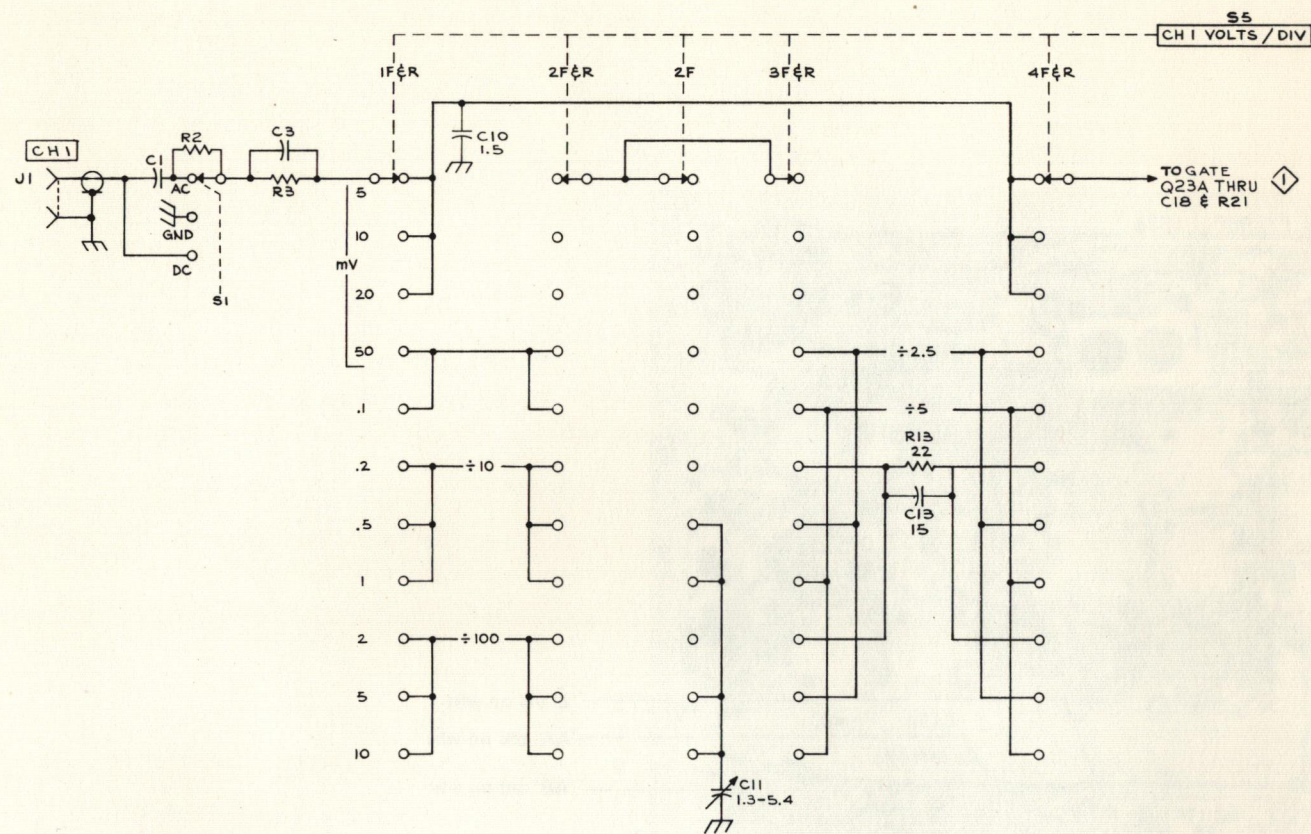 S5
CH 1 VOLTS / DIV
1F&R
2F&R
2F
3F&R
4F&R
CH 1
J1
C1
R2
AC
GND
DC
S1
C3
R3
C10
1.5
TO GATE
Q23A THRU
C18 & R21
1
mV
5
10
20
50
.1
.2
.5
1
2
5
10
÷10
÷100
÷2.5
÷5
R13
22
C13
15
C11
1.3-5.4